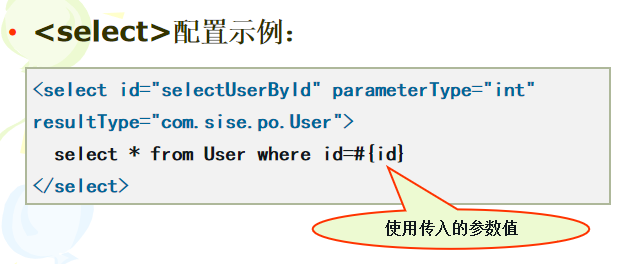 • <select>配置示例：
<select id="selectUserById" parameterType="int"
resultType="com.sise.po.User">
select * from User where id=#{id}
</select>
使用传入的参数值